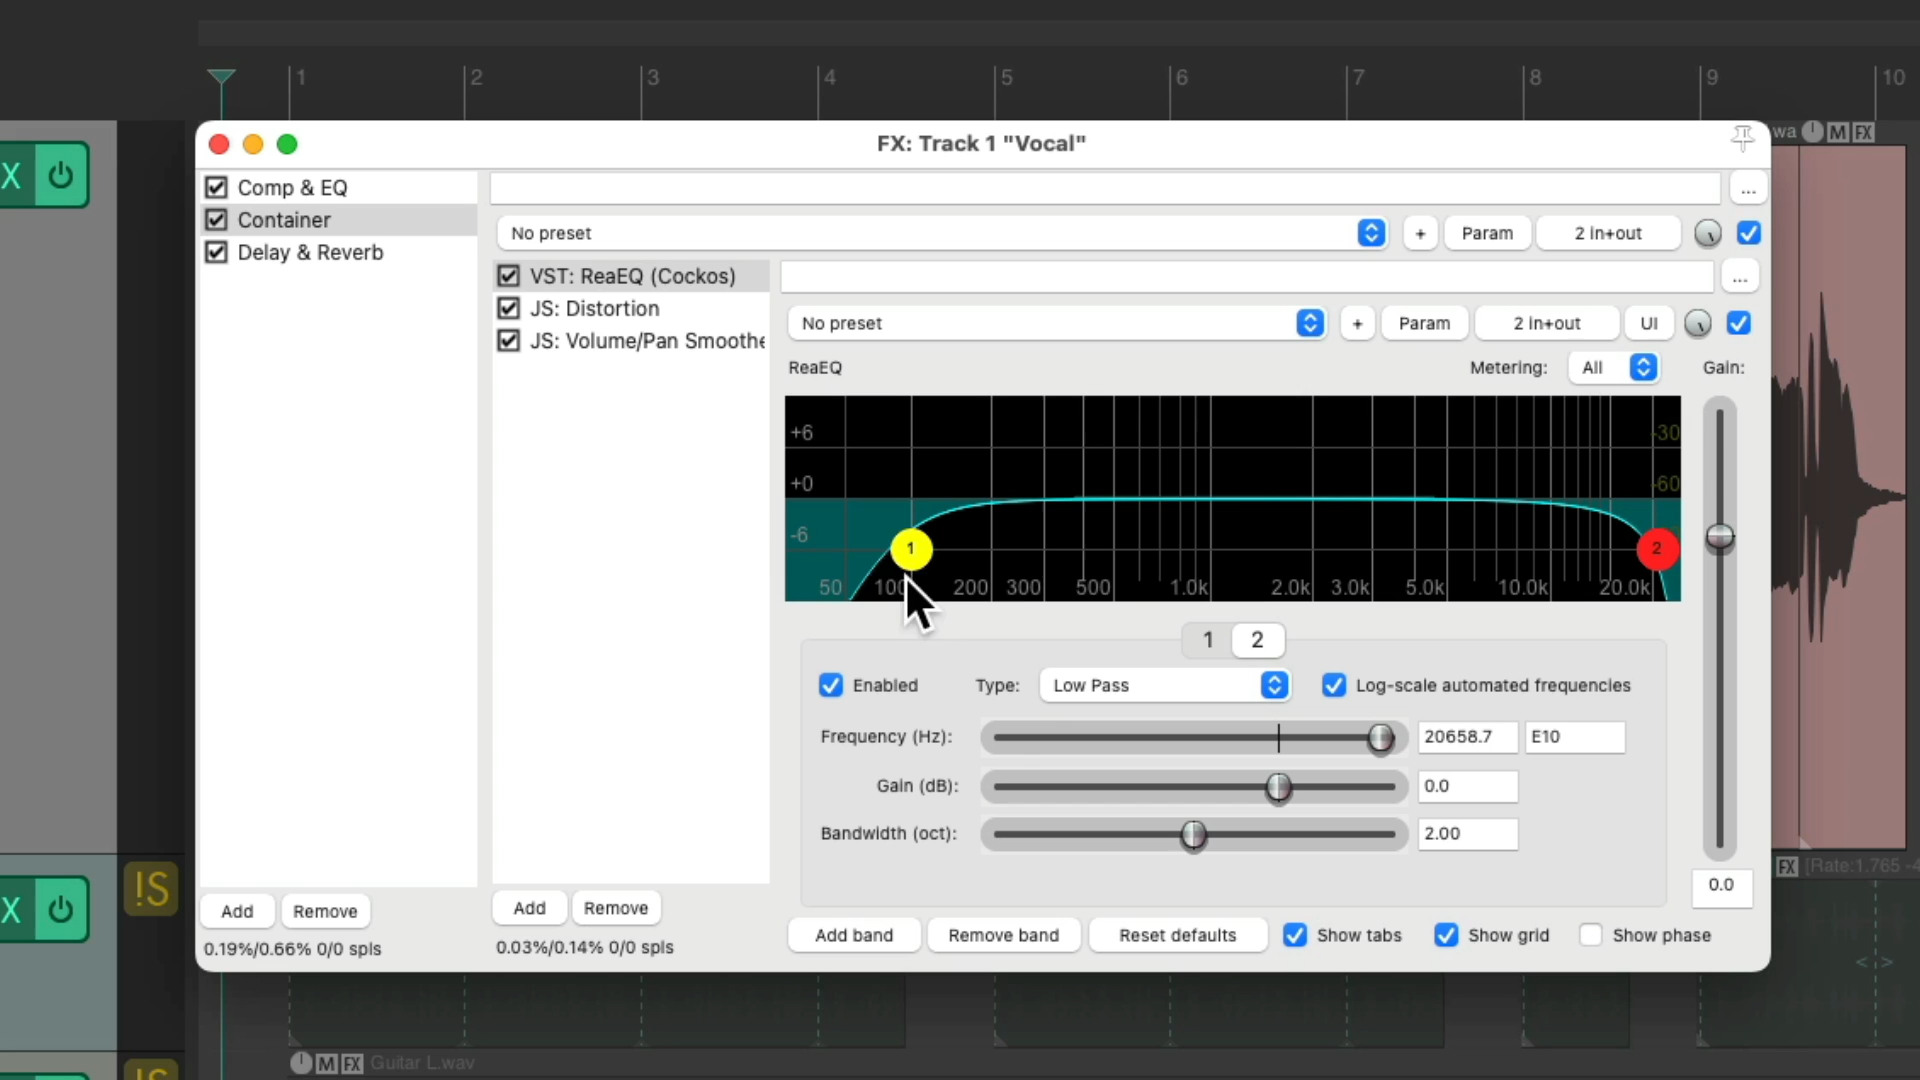 1 2 3 4 5 6 7 8 9 10
FX: Track 1 "Vocal"
wa M FX
X
Comp & EQ
Container
Delay & Reverb
...
No preset + Param 2 in+out
VST: ReaEQ (Cockos)
JS: Distortion
JS: Volume/Pan Smoothe
...
No preset + Param 2 in+out UI
ReaEQ Metering: All Gain:
+6 -30
+0 -60
-6
1 2
50 100 200 300 500 1.0k 2.0k 3.0k 5.0k 10.0k 20.0k
1 2
Enabled Type: Low Pass Log-scale automated frequencies
Frequency (Hz): 20658.7 E10
Gain (dB): 0.0
Bandwidth (oct): 2.00
0.0
FX [Rate:1.765
X !S
Add Remove
0.19%/0.66% 0/0 spls
Add Remove
0.03%/0.14% 0/0 spls
Add band Remove band Reset defaults Show tabs Show grid Show phase
< >
M FX Guitar L.wav